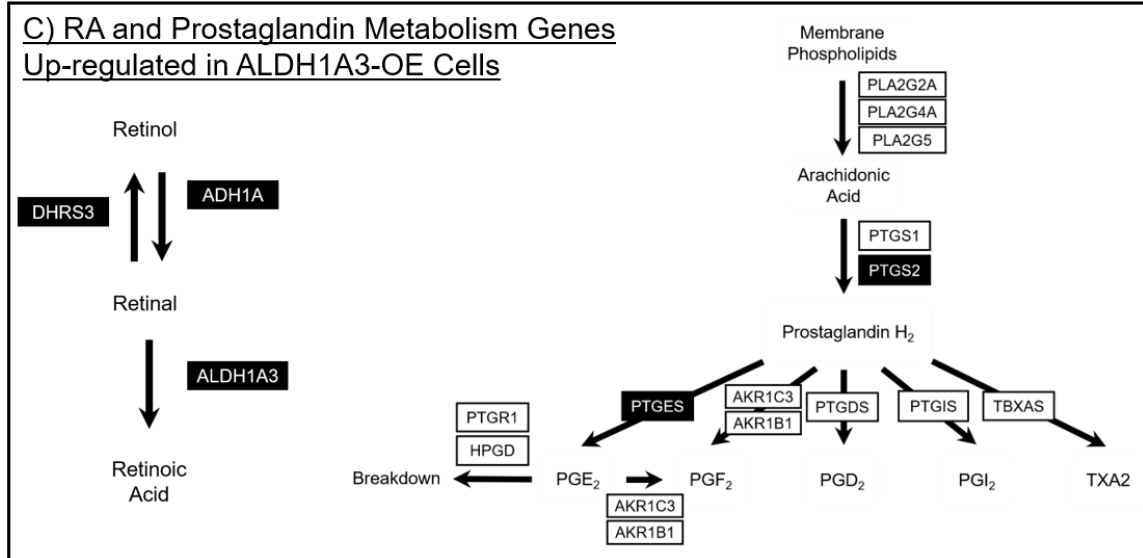 C) RA and Prostaglandin Metabolism Genes
Up-regulated in ALDH1A3-OE Cells
Retinol
DHRS3
ADH1A
Retinal
ALDH1A3
Retinoic
Acid
Membrane
Phospholipids
PLA2G2A
PLA2G4A
PLA2G5
Arachidonic
Acid
PTGS1
PTGS2
Prostaglandin H₂
PTGES
AKR1C3
AKR1B1
PTGDS
PTGIS
TBXAS
PTGR1
HPGD
Breakdown
PGE₂
PGF₂
PGD₂
PGI₂
TXA2
AKR1C3
AKR1B1